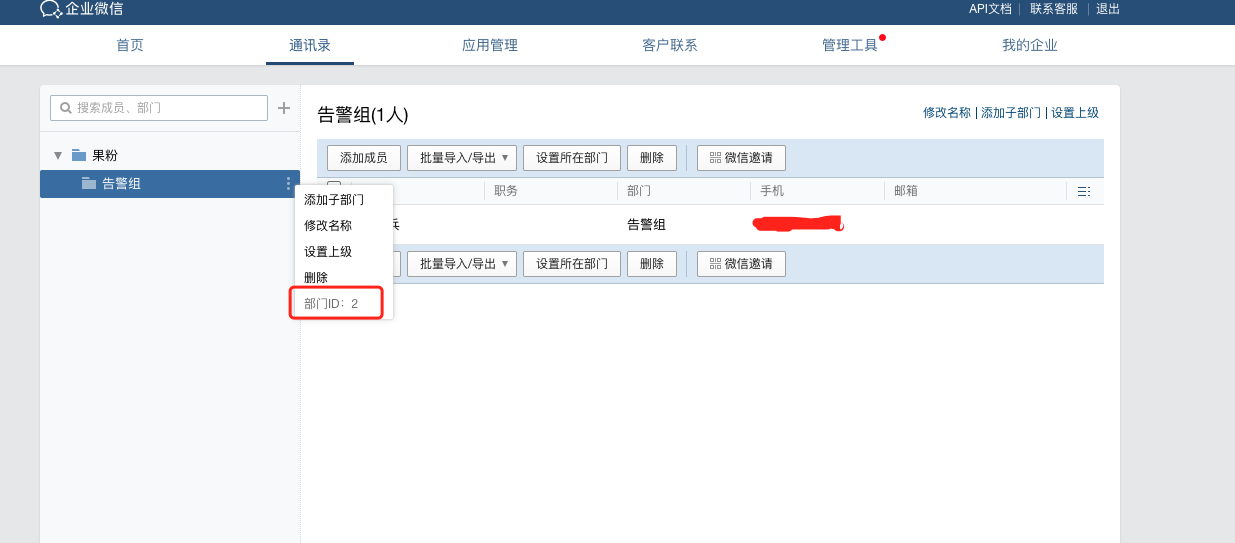 企业微信
API文档 | 联系客服 | 退出
首页 通讯录 应用管理 客户联系 管理工具 我的企业
搜索成员、部门
果粉
告警组
添加子部门
修改名称
设置上级
删除
部门ID：2
告警组(1人)
修改名称 | 添加子部门 | 设置上级
添加成员 批量导入/导出 设置所在部门 删除 微信邀请
职务 部门 手机 邮箱
兵 告警组
批量导入/导出 设置所在部门 删除 微信邀请